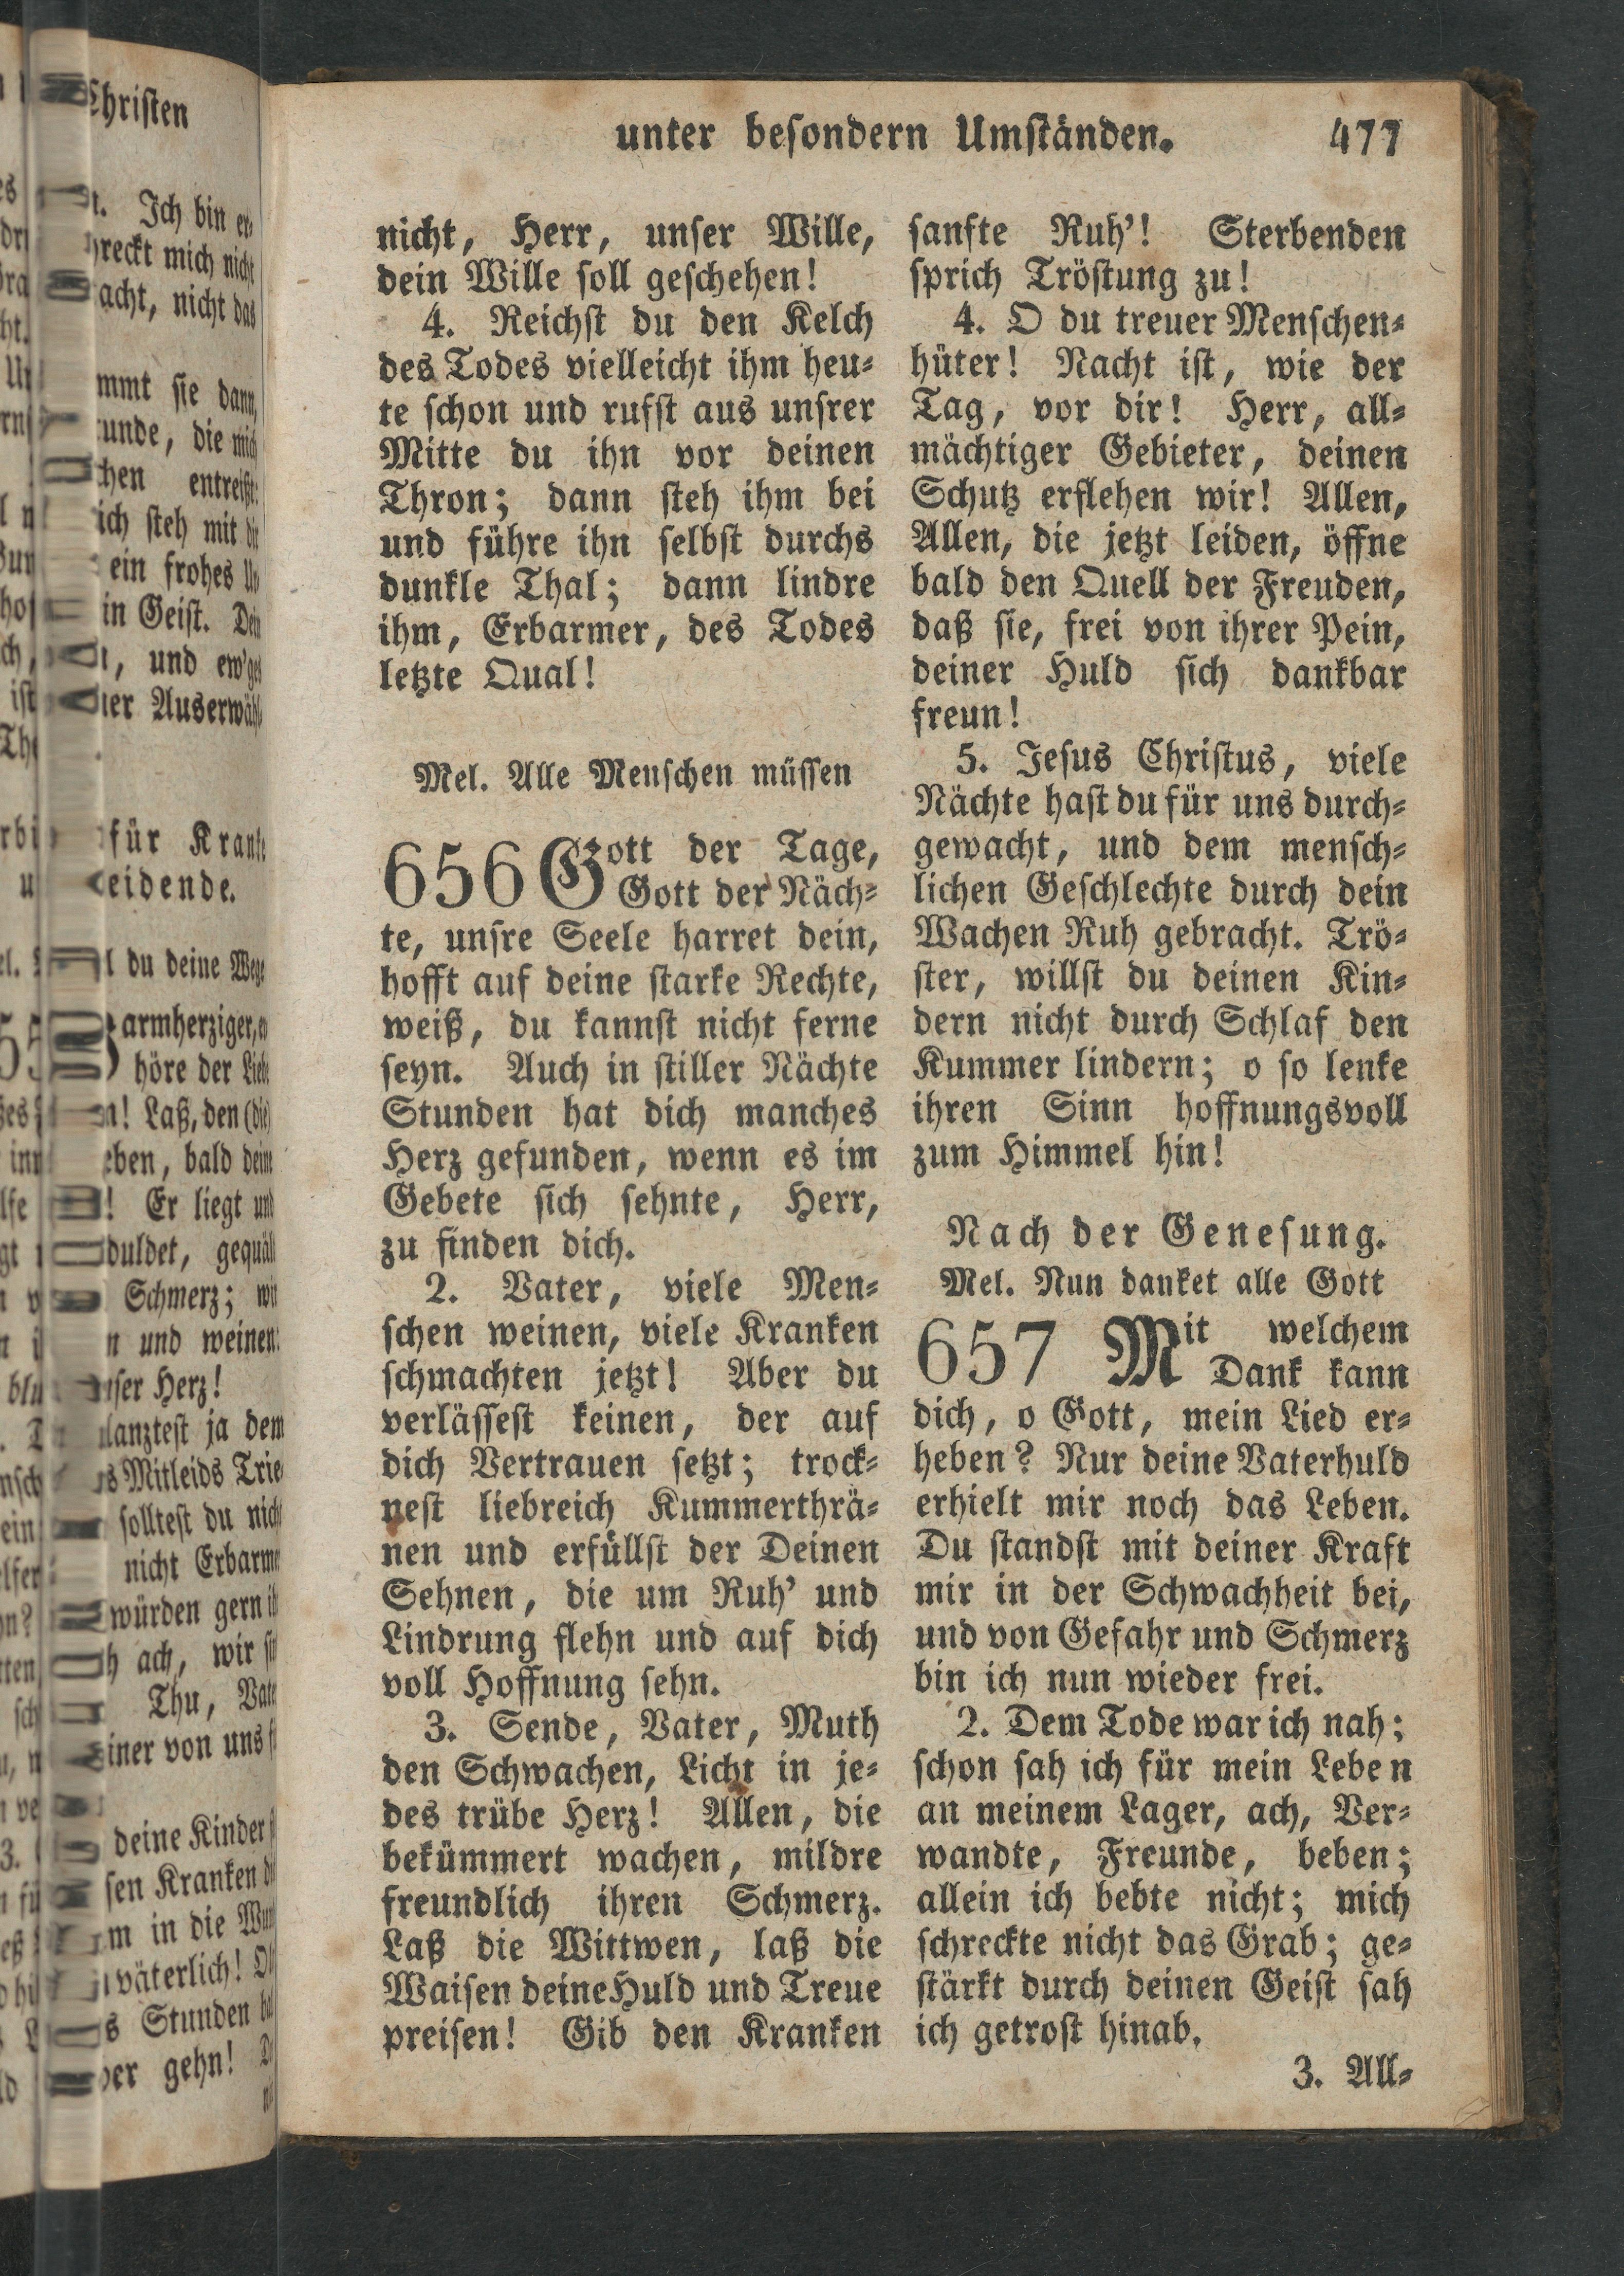 unter besondern Umständen. 477
nicht, Herr, unser Wille,
dein Wille soll geschehen!
4. Reichst du den Kelch
des Todes vielleicht ihm heu-
te schon und rufst aus unsrer
Mitte du ihn vor deinen
Thron; dann steh ihm bei
und führe ihn selbst durchs
dunkle Thal; dann lindre
ihm, Erbarmer, des Todes
letzte Qual!
Mel. Alle Menschen müssen
656 Gott der Tage,
Gott der Näch-
te, unsre Seele harret dein,
hofft auf deine starke Rechte,
weiß, du kannst nicht ferne
seyn. Auch in stiller Nächte
Stunden hat dich manches
Herz gefunden, wenn es im
Gebete sich sehnte, Herr,
zu finden dich.
2. Vater, viele Men-
schen weinen, viele Kranken
schmachten jetzt! Aber du
verlässest keinen, der auf
dich Vertrauen setzt; trock-
nest liebreich Kummerthrä-
nen und erfüllst der Deinen
Sehnen, die um Ruh' und
Lindrung flehn und auf dich
voll Hoffnung sehn.
3. Sende, Vater, Muth
den Schwachen, Licht in je-
des trübe Herz! Allen, die
bekümmert wachen, mildre
freundlich ihren Schmerz.
Laß die Wittwen, laß die
Waisen deine Huld und Treue
preisen! Gib den Kranken
sanfte Ruh'! Sterbenden
sprich Tröstung zu!
4. O du treuer Menschen-
hüter! Nacht ist, wie der
Tag, vor dir! Herr, all-
mächtiger Gebieter, deinen
Schutz erflehen wir! Allen,
Allen, die jetzt leiden, öffne
bald den Quell der Freuden,
daß sie, frei von ihrer Pein,
deiner Huld sich dankbar
freun!
5. Jesus Christus, viele
Nächte hast du für uns durch-
gewacht, und dem mensch-
lichen Geschlechte durch dein
Wachen Ruh gebracht. Trö-
ster, willst du deinen Kin-
dern nicht durch Schlaf den
Kummer lindern; o so lenke
ihren Sinn hoffnungsvoll
zum Himmel hin!
Nach der Genesung.
Mel. Nun danket alle Gott
657 Mit welchem
Dank kann
dich, o Gott, mein Lied er-
heben? Nur deine Vaterhuld
erhielt mir noch das Leben.
Du standst mit deiner Kraft
mir in der Schwachheit bei,
und von Gefahr und Schmerz
bin ich nun wieder frei.
2. Dem Tode war ich nah;
schon sah ich für mein Leben
an meinem Lager, ach, Ver-
wandte, Freunde, beben;
allein ich bebte nicht; mich
schreckte nicht das Grab; ge-
stärkt durch deinen Geist sah
ich getrost hinab.
3. All-